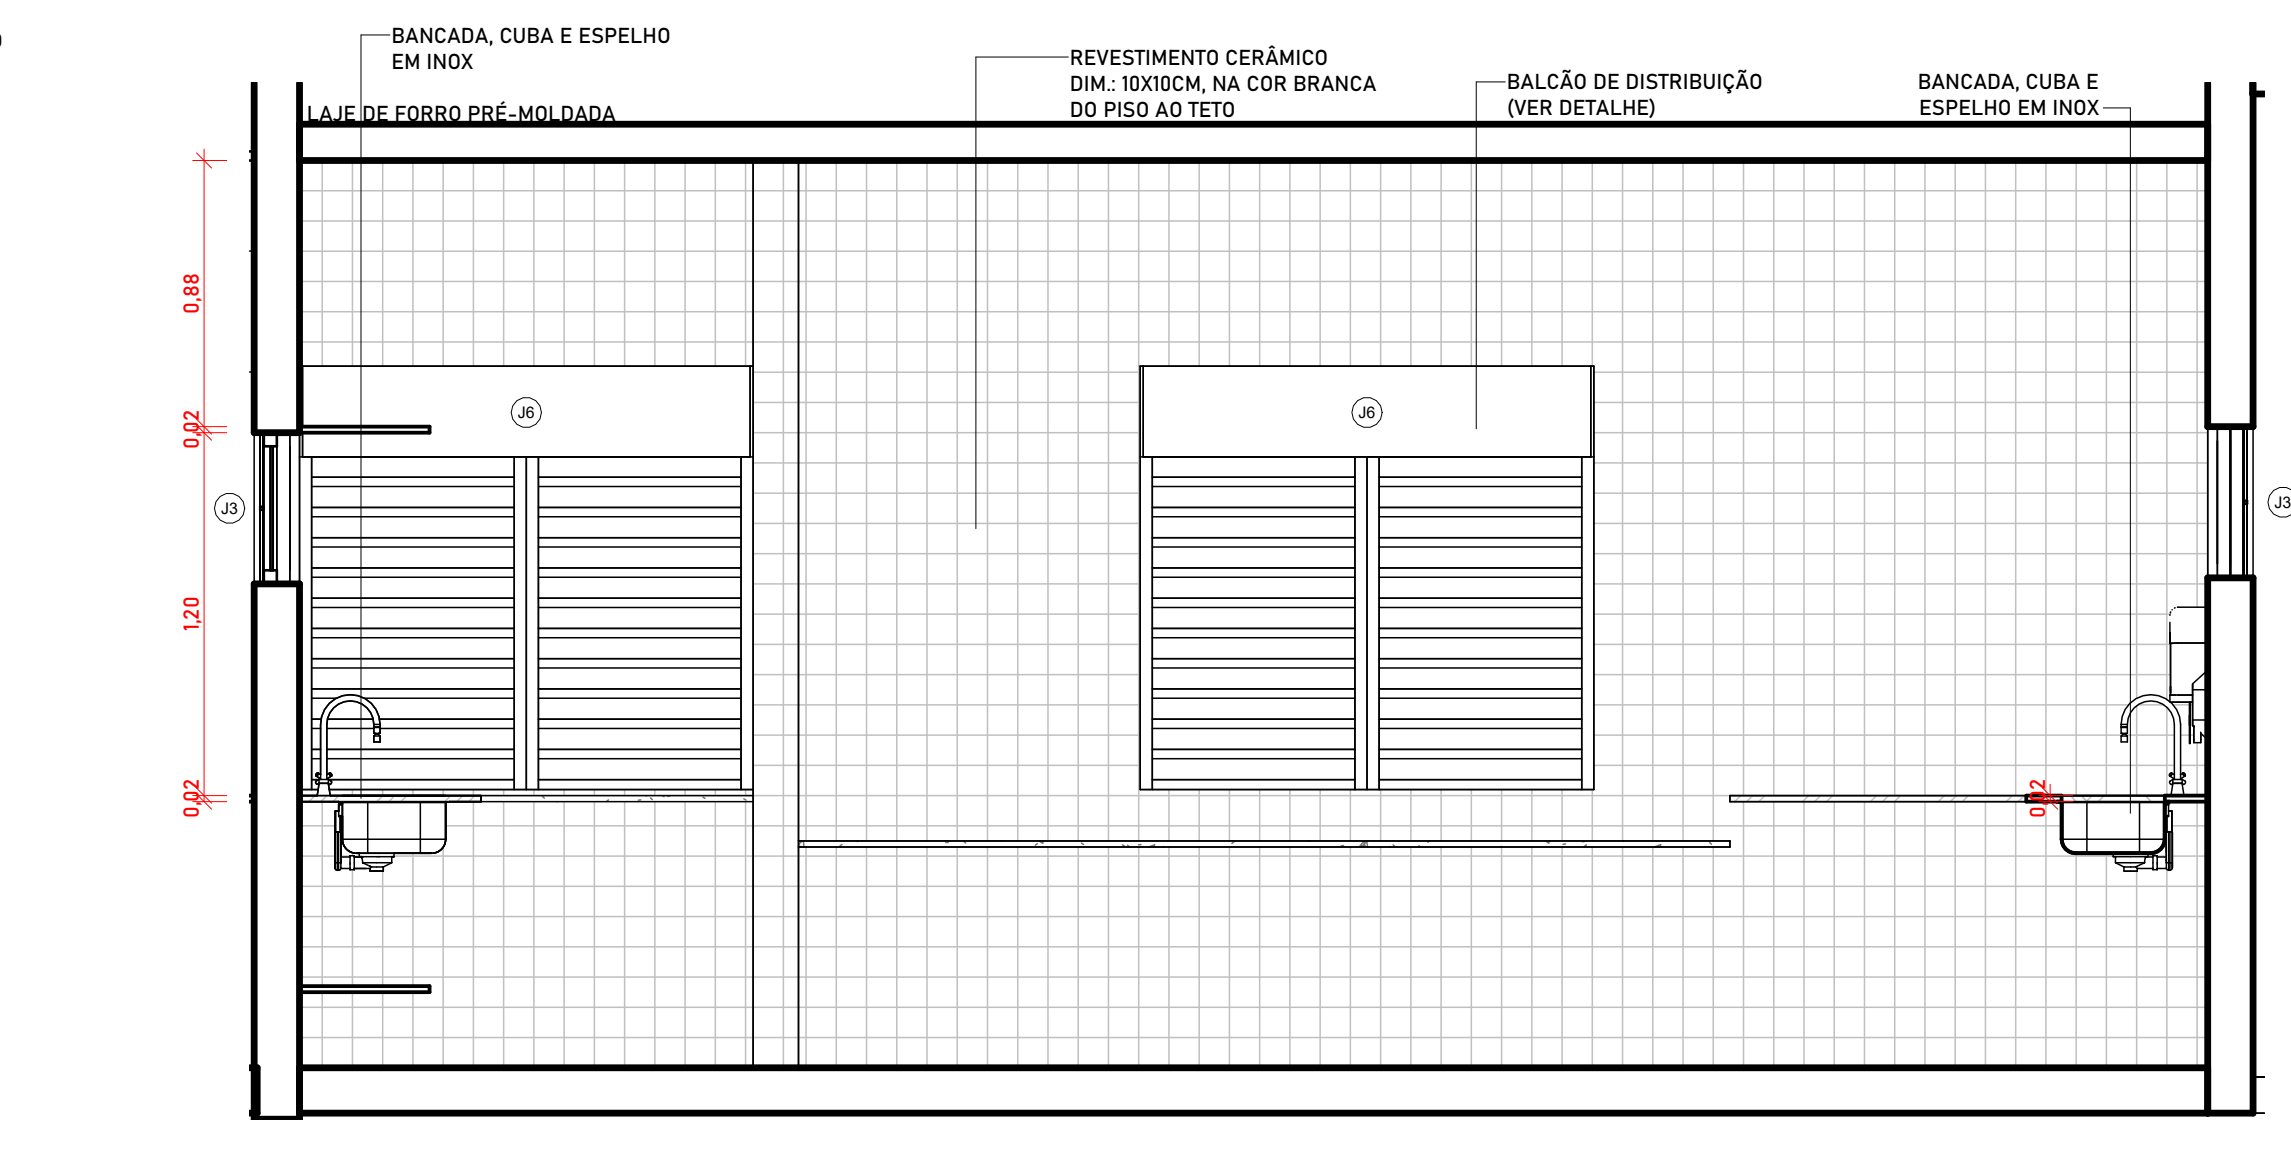 BANCADA, CUBA E ESPELHO
EM INOX
REVESTIMENTO CERÂMICO
DIM.: 10X10CM, NA COR BRANCA
DO PISO AO TETO
BALCÃO DE DISTRIBUIÇÃO
(VER DETALHE)
BANCADA, CUBA E
ESPELHO EM INOX
LAJE DE FORRO PRÉ-MOLDADA
0,88
0,02
1,20
0,02
J3
J6
J6
J3
0,02